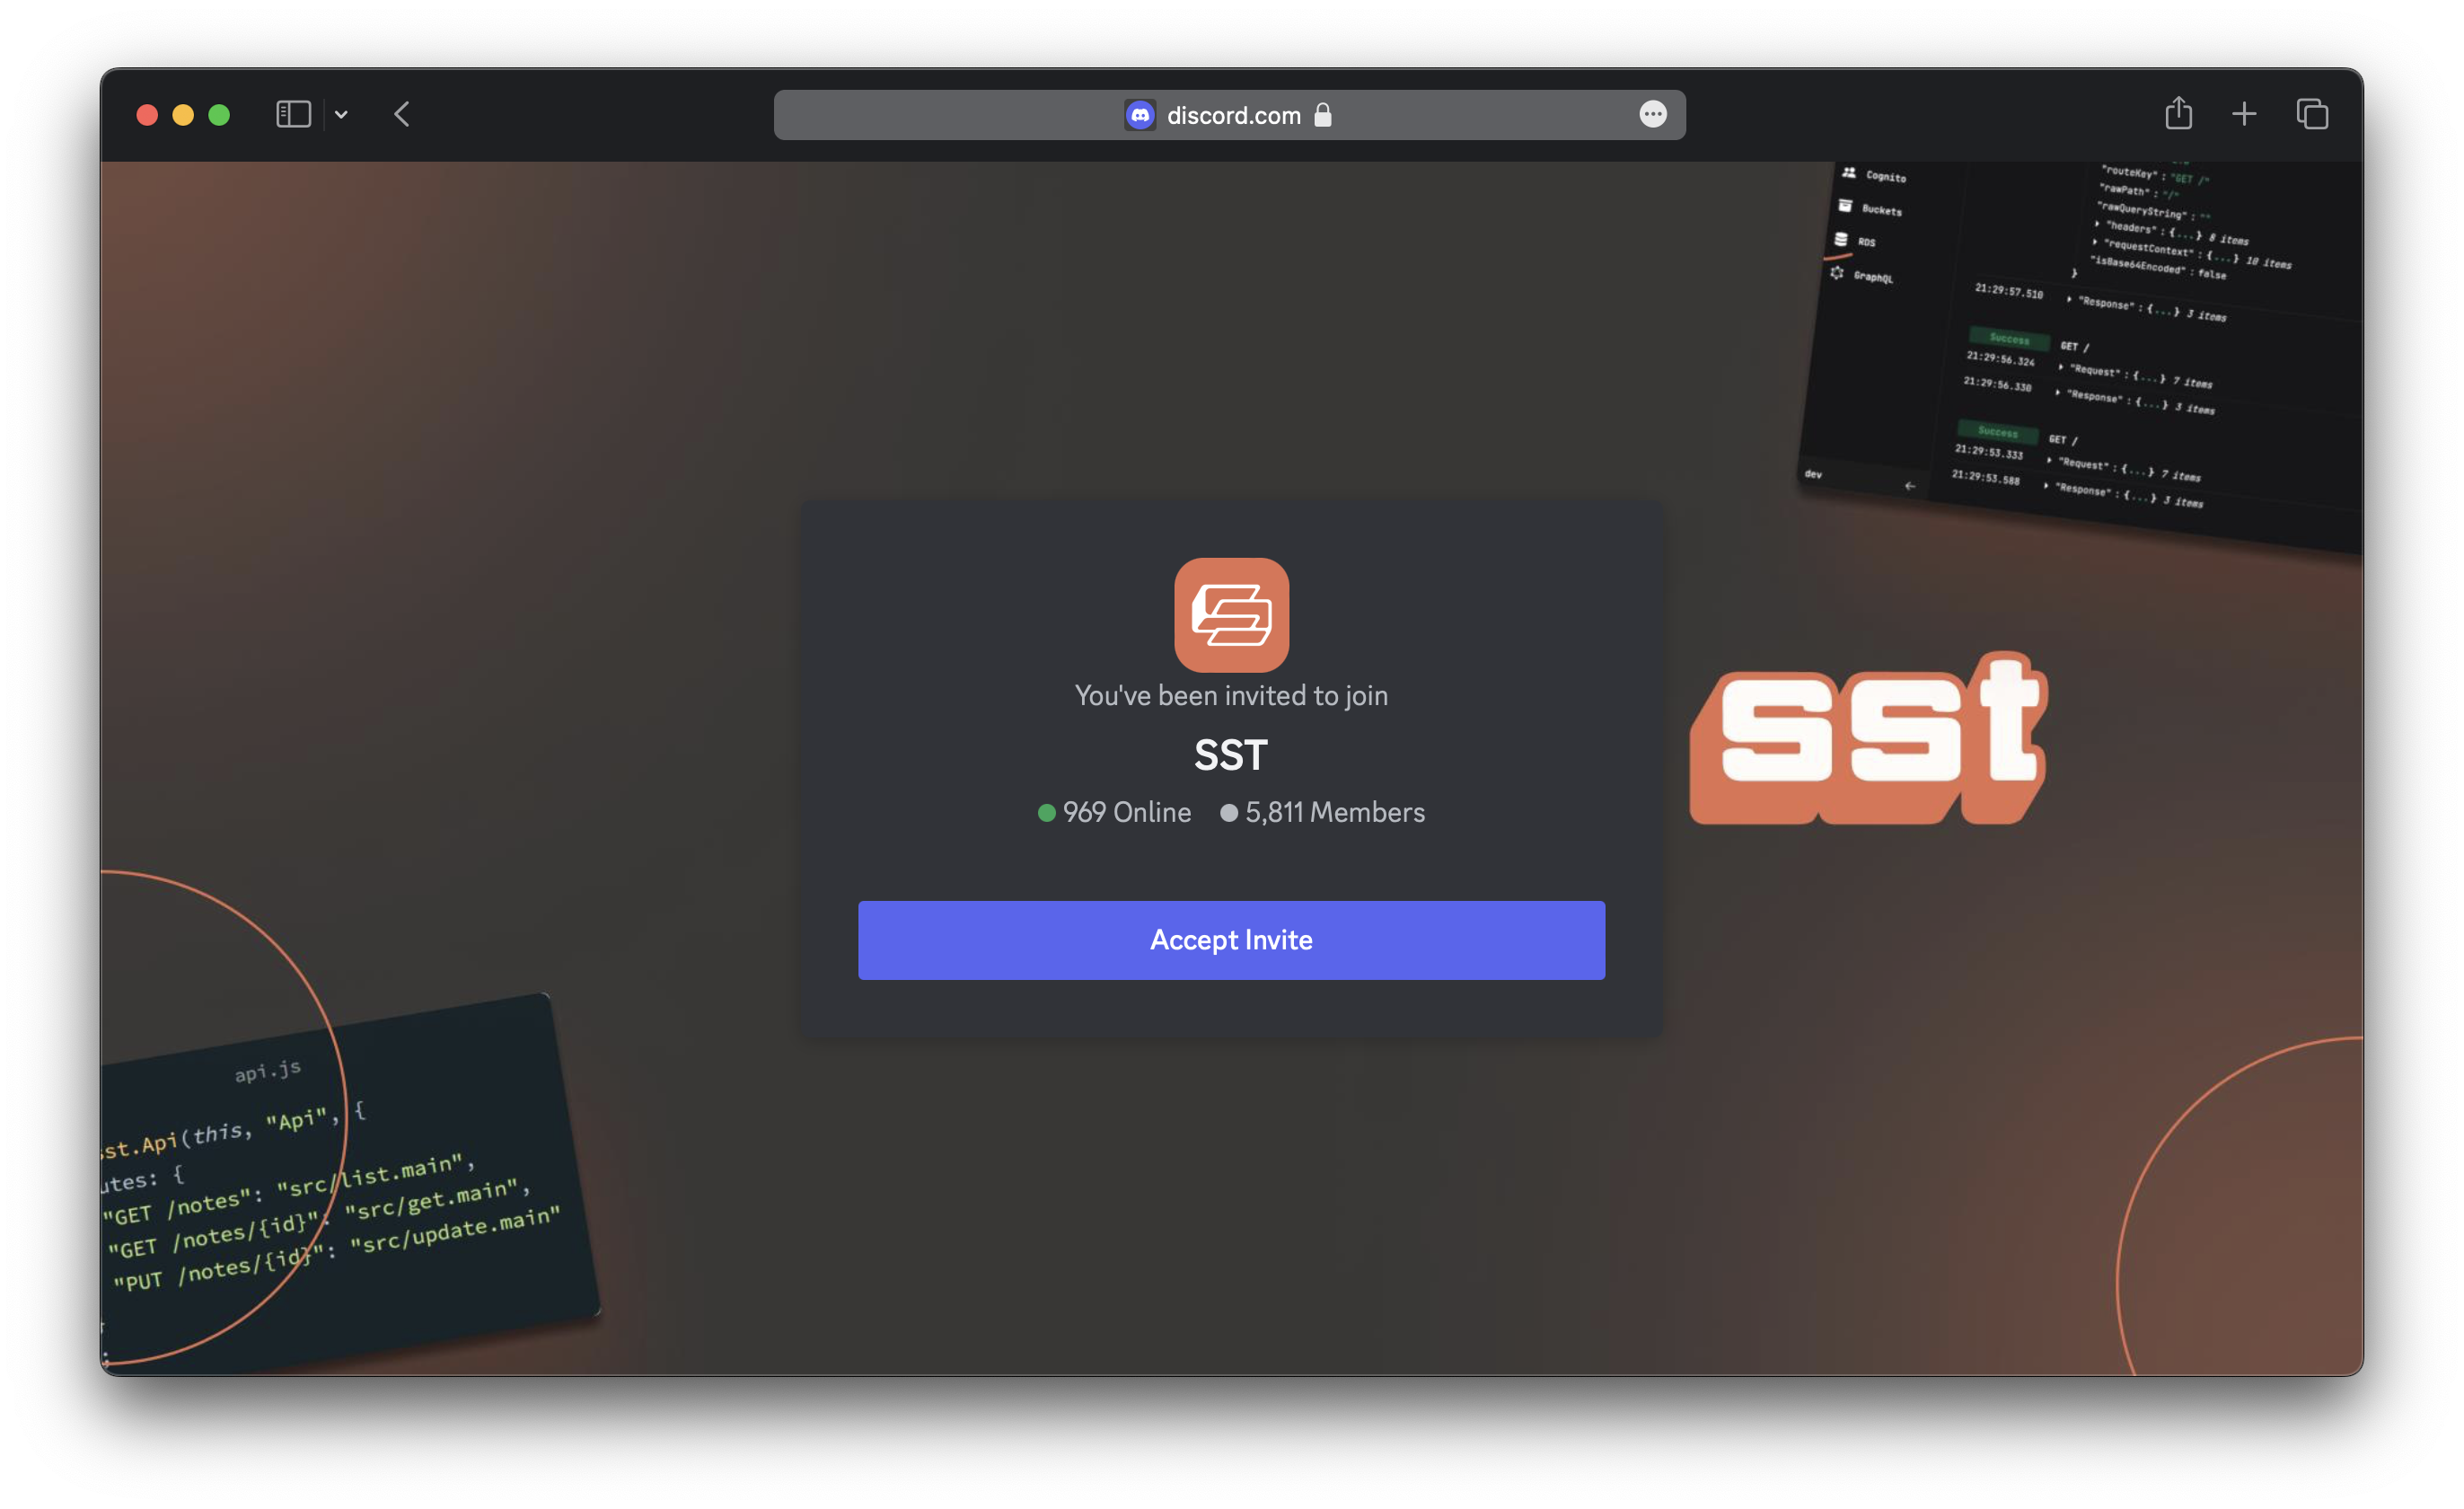 discord.com
Cognito
Buckets
RDS
GraphQL
dev
"routeKey" : "GET /"
"rawPath" : "/"
"rawQueryString" : ""
"headers" : {...} 8 items
"requestContext" : {...} 10 items
"isBase64Encoded" : false
}
21:29:57.510 "Response" : {...} 3 items
Success GET /
21:29:56.324 "Request" : {...} 7 items
21:29:56.330 "Response" : {...} 3 items
Success GET /
21:29:53.333 "Request" : {...} 7 items
21:29:53.588 "Response" : {...} 3 items
You've been invited to join
SST
969 Online 5,811 Members
Accept Invite
sst
api.js
sst.Api(this, "Api", {
utes: {
"GET /notes": "src/list.main",
"GET /notes/{id}": "src/get.main",
"PUT /notes/{id}": "src/update.main"